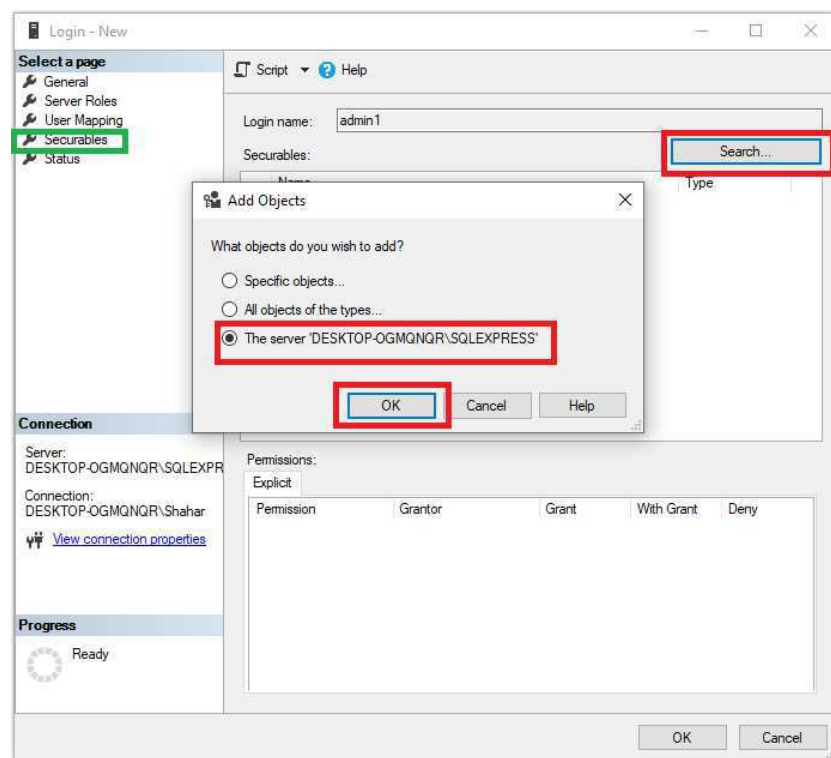 Login - New
Select a page
General
Server Roles
User Mapping
Securables
Status
Script
Help
Login name: admin1
Securables:
Search...
Name
Type
Add Objects
What objects do you wish to add?
Specific objects...
All objects of the types...
The server 'DESKTOP-OGMQNQR\SQLEXPRESS'
OK Cancel Help
Connection
Server:
DESKTOP-OGMQNQR\SQLEXPR
Connection:
DESKTOP-OGMQNQR\Shahar
View connection properties
Progress
Ready
Permissions:
Explicit
Permission Grantor Grant With Grant Deny
OK Cancel